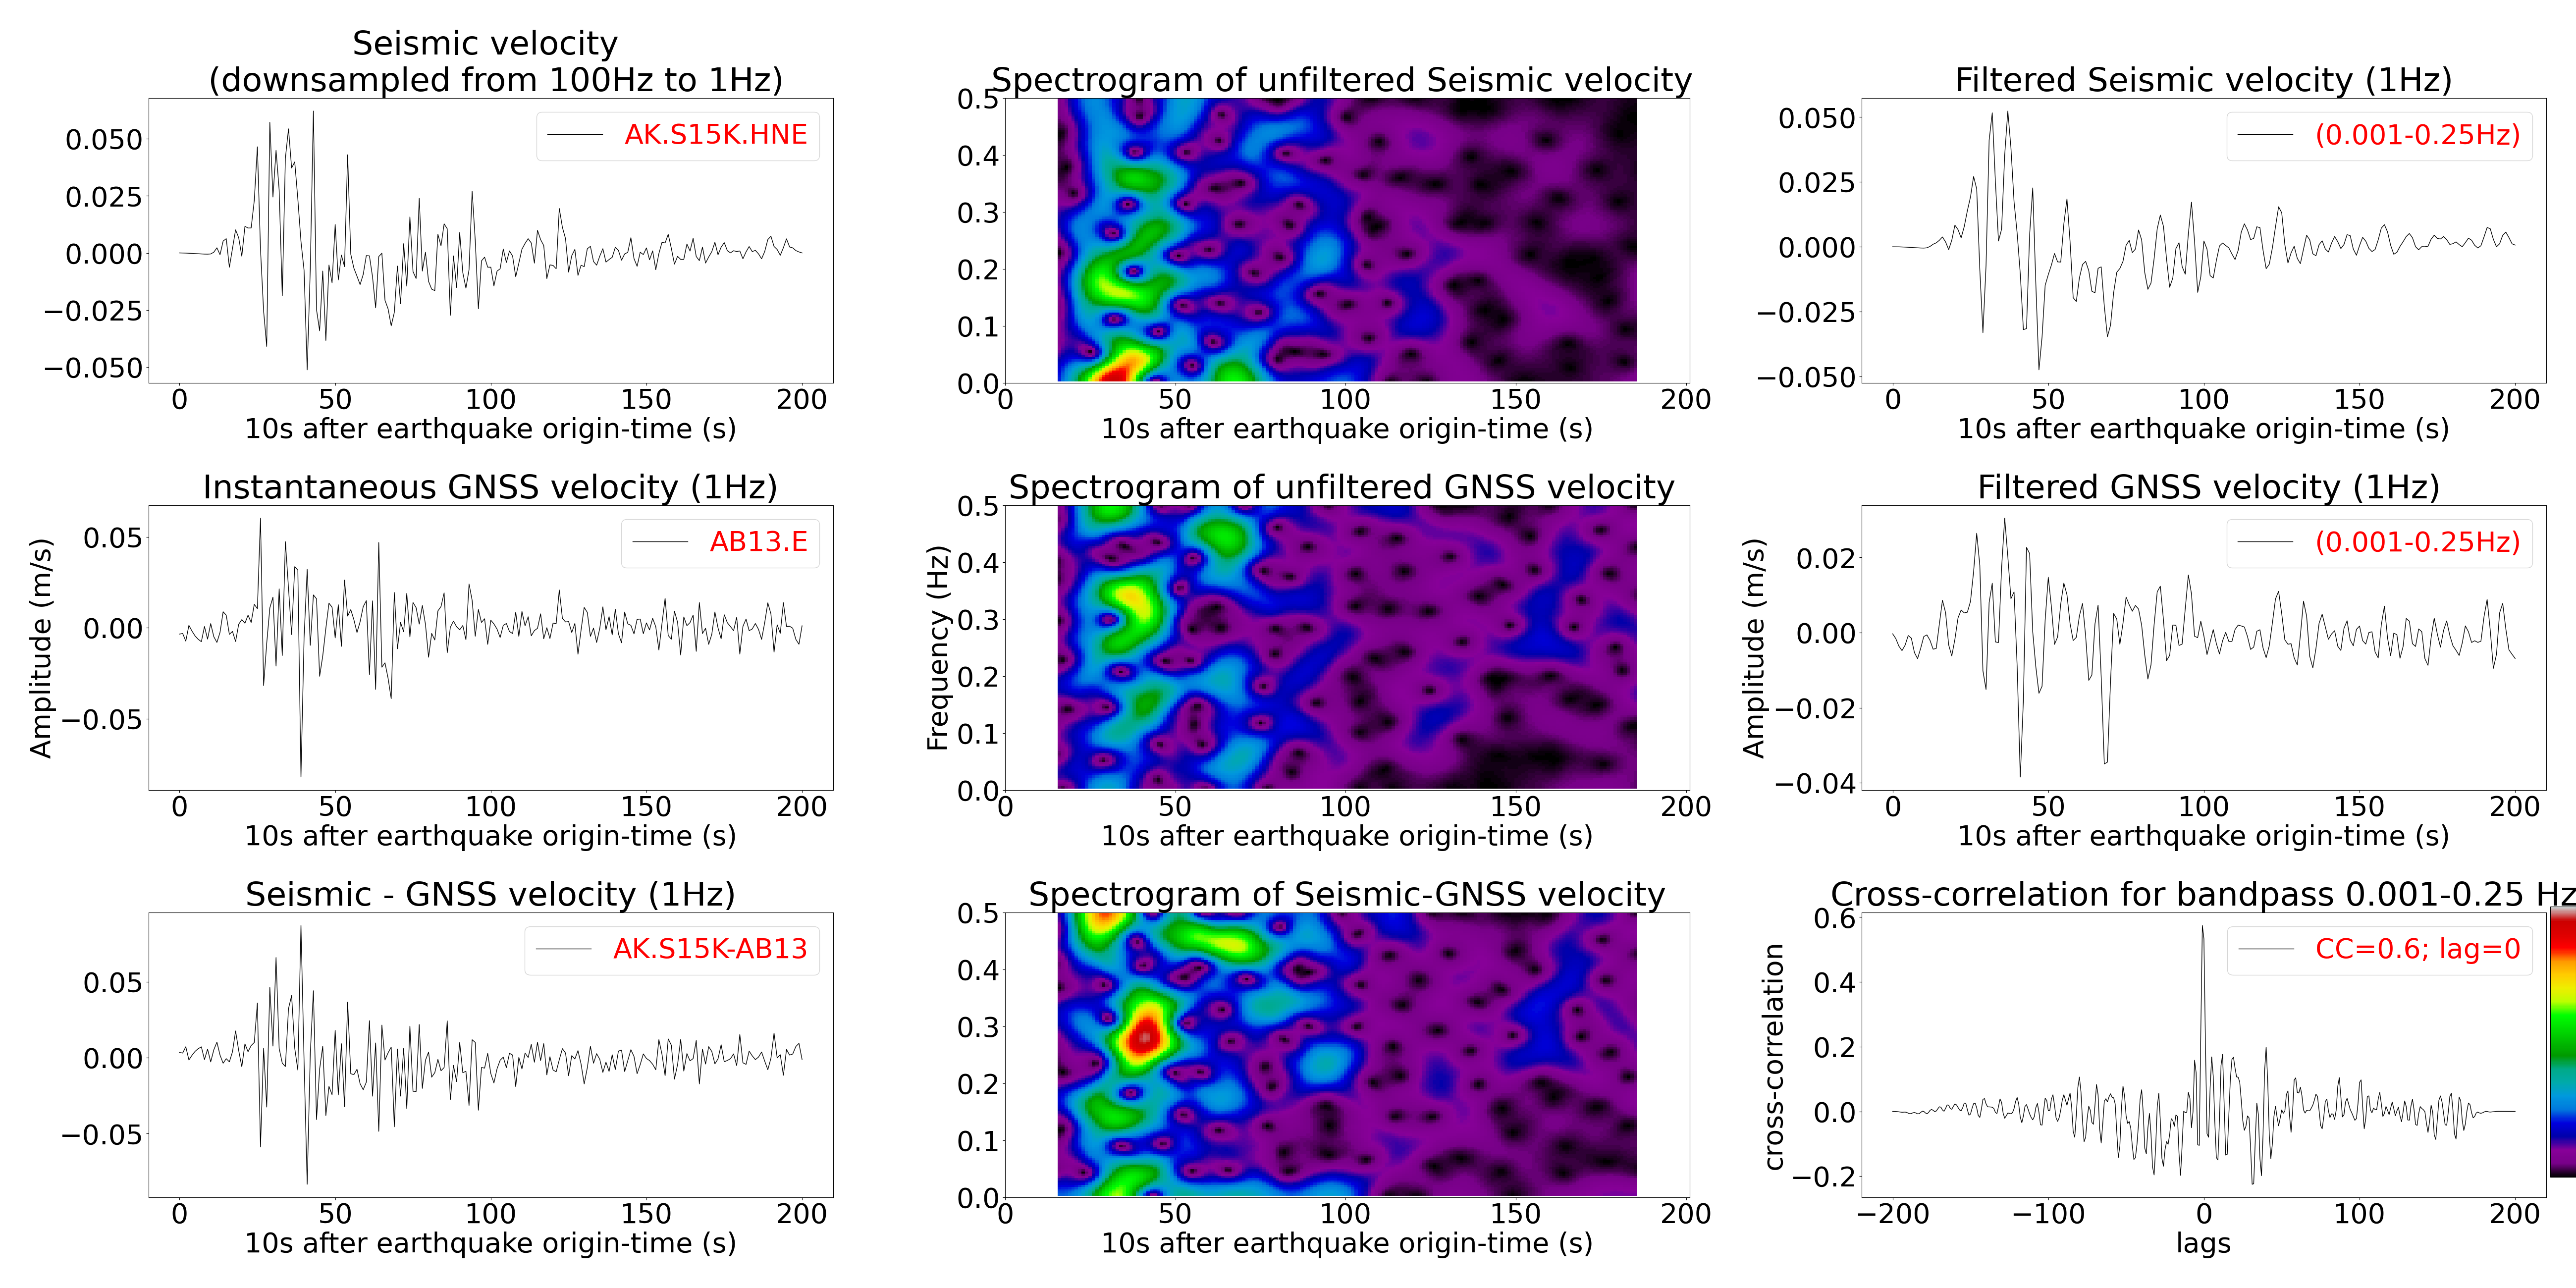 Seismic velocity
(downsampled from 100Hz to 1Hz)
AK.S15K.HNE
0.050
0.025
0.000
−0.025
−0.050
0 50 100 150 200
10s after earthquake origin-time (s)
Spectrogram of unfiltered Seismic velocity
0.5
0.4
0.3
0.2
0.1
0.0
0 50 100 150 200
10s after earthquake origin-time (s)
Filtered Seismic velocity (1Hz)
(0.001-0.25Hz)
0.050
0.025
0.000
−0.025
−0.050
0 50 100 150 200
10s after earthquake origin-time (s)
Instantaneous GNSS velocity (1Hz)
AB13.E
Amplitude (m/s)
0.05
0.00
−0.05
0 50 100 150 200
10s after earthquake origin-time (s)
Spectrogram of unfiltered GNSS velocity
Frequency (Hz)
0.5
0.4
0.3
0.2
0.1
0.0
0 50 100 150 200
10s after earthquake origin-time (s)
Filtered GNSS velocity (1Hz)
(0.001-0.25Hz)
Amplitude (m/s)
0.02
0.00
−0.02
−0.04
0 50 100 150 200
10s after earthquake origin-time (s)
Seismic - GNSS velocity (1Hz)
AK.S15K-AB13
0.05
0.00
−0.05
0 50 100 150 200
10s after earthquake origin-time (s)
Spectrogram of Seismic-GNSS velocity
0.5
0.4
0.3
0.2
0.1
0.0
0 50 100 150 200
10s after earthquake origin-time (s)
Cross-correlation for bandpass 0.001-0.25 Hz
CC=0.6; lag=0
cross-correlation
0.6
0.4
0.2
0.0
−0.2
−200 −100 0 100 200
lags